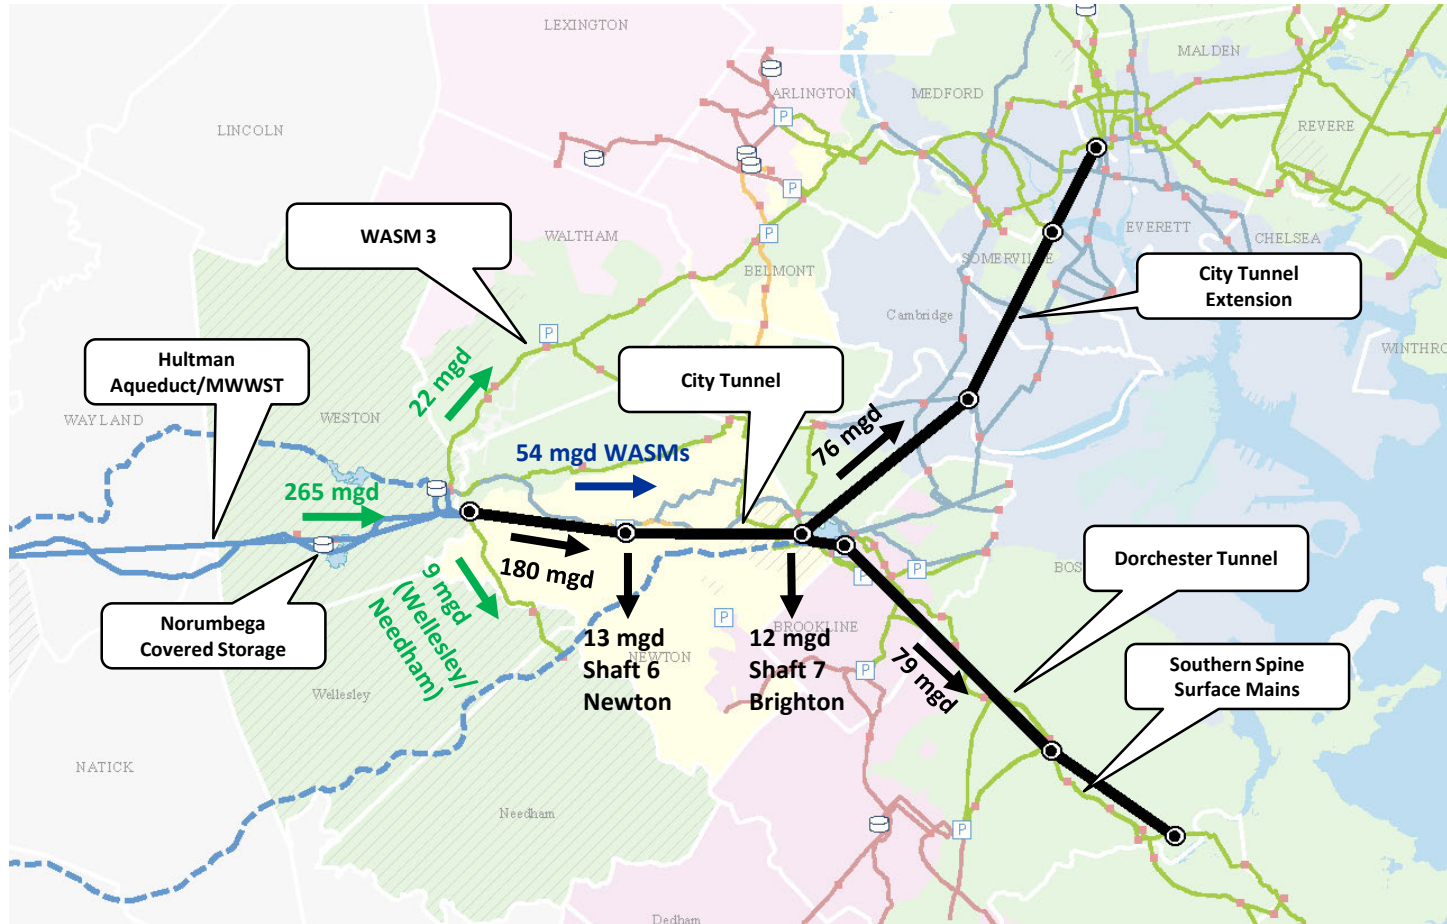 LEXINGTON
MALDEN
ARLINGTON
MEDFORD
LINCOLN
REVERE
WASM 3
WALTHAM
EVERETT
CHELSEA
SOMERVILLE
BELMONT
City Tunnel
Extension
Cambridge
WINTHRO
Hultman
Aqueduct/MWWST
City Tunnel
22 mgd
WAYLAND
WESTON
76 mgd
54 mgd WASMs
265 mgd
180 mgd
9 mgd
(Wellesley/
Needham)
BOS
Dorchester Tunnel
Norumbega
Covered Storage
13 mgd
Shaft 6
Newton
12 mgd
Shaft 7
Brighton
BROOKLINE
NEWTON
79 mgd
Southern Spine
Surface Mains
Wellesley
NATICK
Needham
Dedham
P
P
P
P
P
P
P
P
P
P